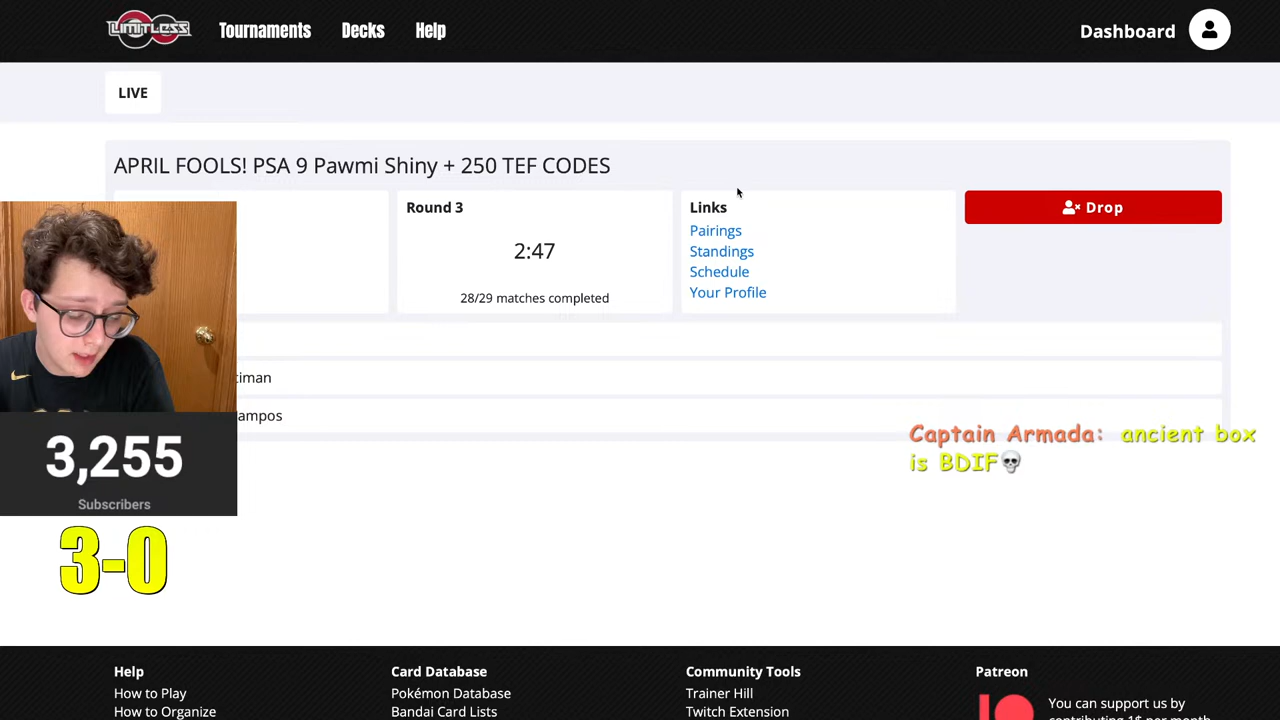 LIMITLESS
Tournaments
Decks
Help
Dashboard
LIVE
APRIL FOOLS! PSA 9 Pawmi Shiny + 250 TEF CODES
Round 3
2:47
28/29 matches completed
Links
Pairings
Standings
Schedule
Your Profile
Drop
ampos
Captain Armada: ancient box
is BDIF💀
3,255
Subscribers
3-0
Help
How to Play
How to Organize
Card Database
Pokémon Database
Bandai Card Lists
Community Tools
Trainer Hill
Twitch Extension
Patreon
You can support us by